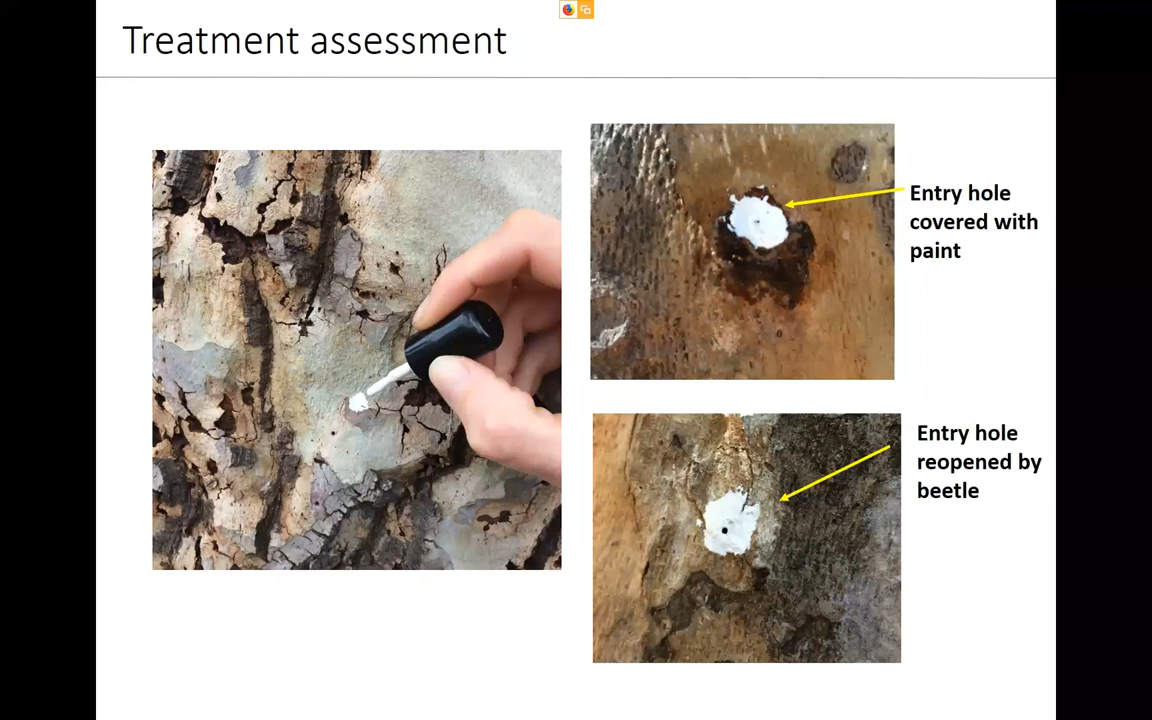 Treatment assessment
Entry hole
covered with
paint
Entry hole
reopened by
beetle